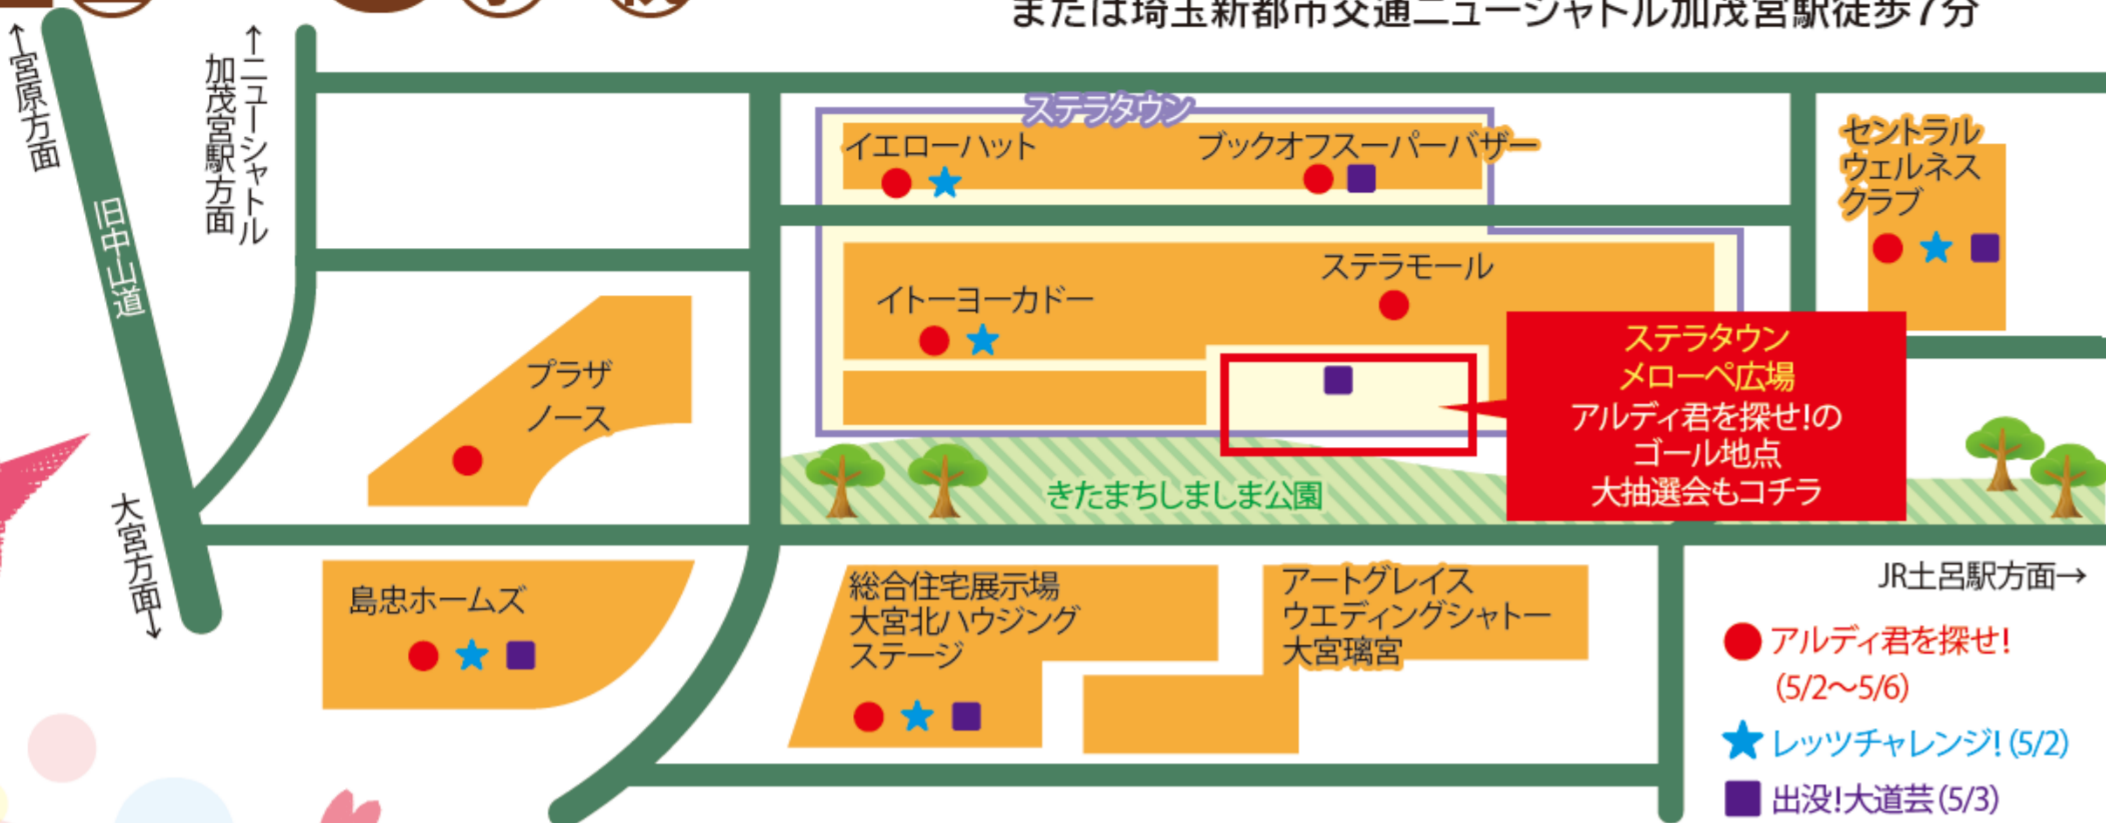 または埼玉新都市交通ニューシャトル加茂宮駅徒歩7分
←宮原方面
←ニューシャトル
加茂宮駅方面
旧中山道
大宮方面→
ステラタウン
イエローハット
ブックオフスーパーバザー
セントラル
ウェルネス
クラブ
イトーヨーカドー
ステラモール
プラザ
ノース
ステラタウン
メローペ広場
アルディ君を探せ!の
ゴール地点
大抽選会もコチラ
きたまちしましま公園
島忠ホームズ
総合住宅展示場
大宮北ハウジング
ステージ
アートグレイス
ウエディングシャトー
大宮璃宮
JR土呂駅方面→
アルディ君を探せ!
(5/2～5/6)
レッツチャレンジ!(5/2)
出没!大道芸(5/3)